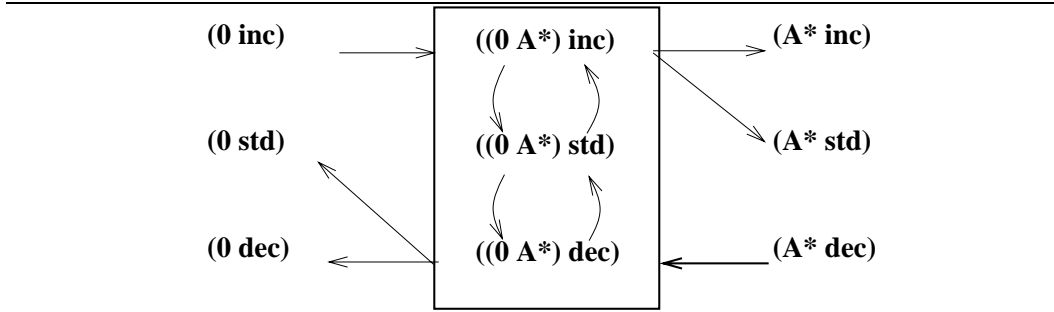 (0 inc) ((0 A*) inc) (A* inc)
(0 std) ((0 A*) std) (A* std)
(0 dec) ((0 A*) dec) (A* dec)